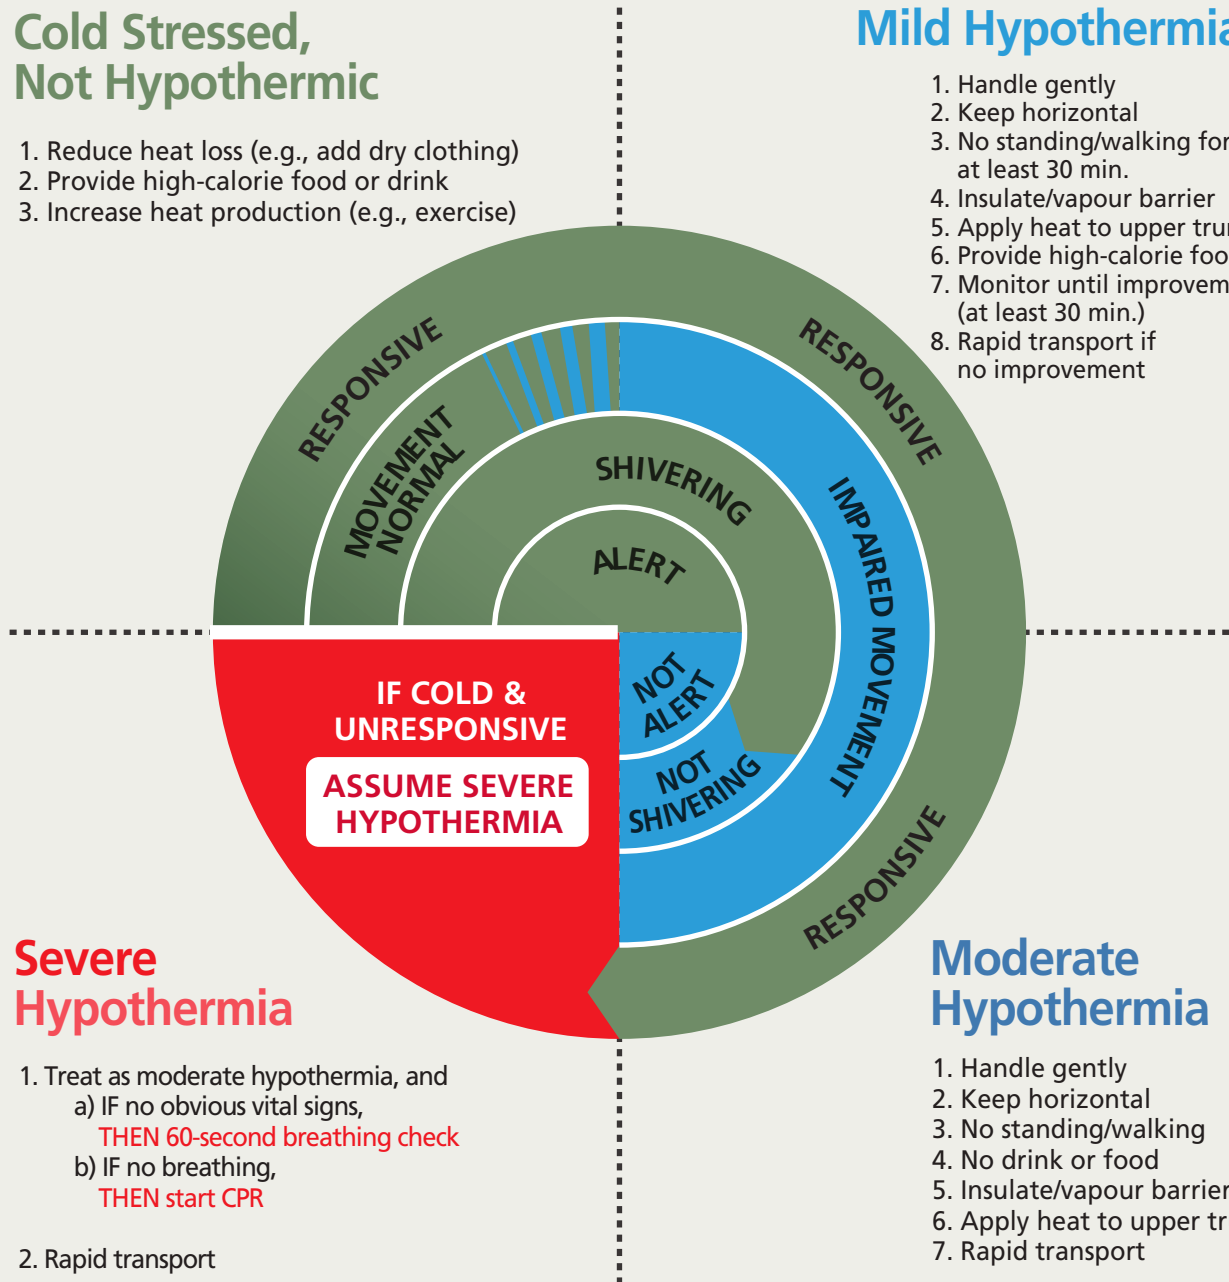 Cold Stressed,
Not Hypothermic
1. Reduce heat loss (e.g., add dry clothing)
2. Provide high-calorie food or drink
3. Increase heat production (e.g., exercise)
Mild Hypothermia
1. Handle gently
2. Keep horizontal
3. No standing/walking for
at least 30 min.
4. Insulate/vapour barrier
5. Apply heat to upper
6. Provide high-calorie
7. Monitor until
(at least 30 min.)
8. Rapid transport if
no improvement
RESPONSIVE
MOVEMENT
NORMAL
SHIVERING
ALERT
RESPONSIVE
IMPAIRED MOVEMENT
NOT
ALERT
NOT
SHIVERING
RESPONSIVE
IF COLD &
UNRESPONSIVE
ASSUME SEVERE
HYPOTHERMIA
Severe
Hypothermia
1. Treat as moderate hypothermia, and
a) IF no obvious vital signs,
THEN 60-second breathing check
b) IF no breathing,
THEN start CPR
2. Rapid transport
Moderate
Hypothermia
1. Handle gently
2. Keep horizontal
3. No standing/walking
4. No drink or food
5. Insulate/vapour barrier
6. Apply heat to upper
7. Rapid transport